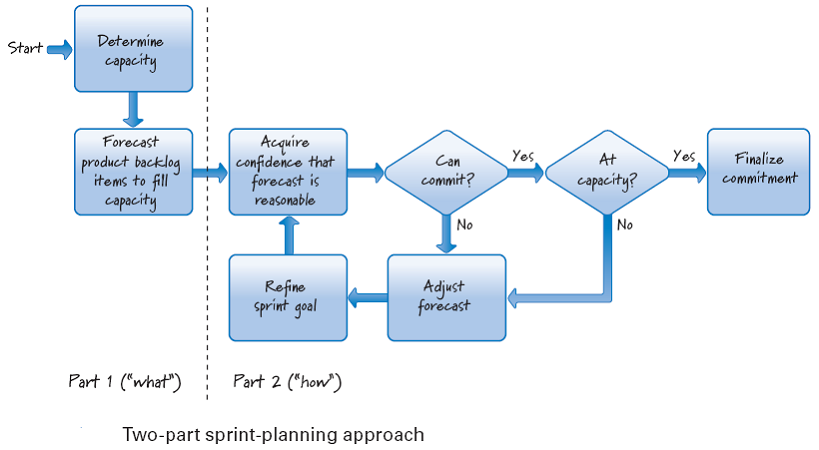 Start
Determine
capacity
Forecast
product backlog
items to fill
capacity
Acquire
confidence that
forecast is
reasonable
Can
commit?
Yes
At
capacity?
Yes
Finalize
commitment
No
No
Refine
sprint goal
Adjust
forecast
Part 1 ("what")
Part 2 ("how")
Two-part sprint-planning approach